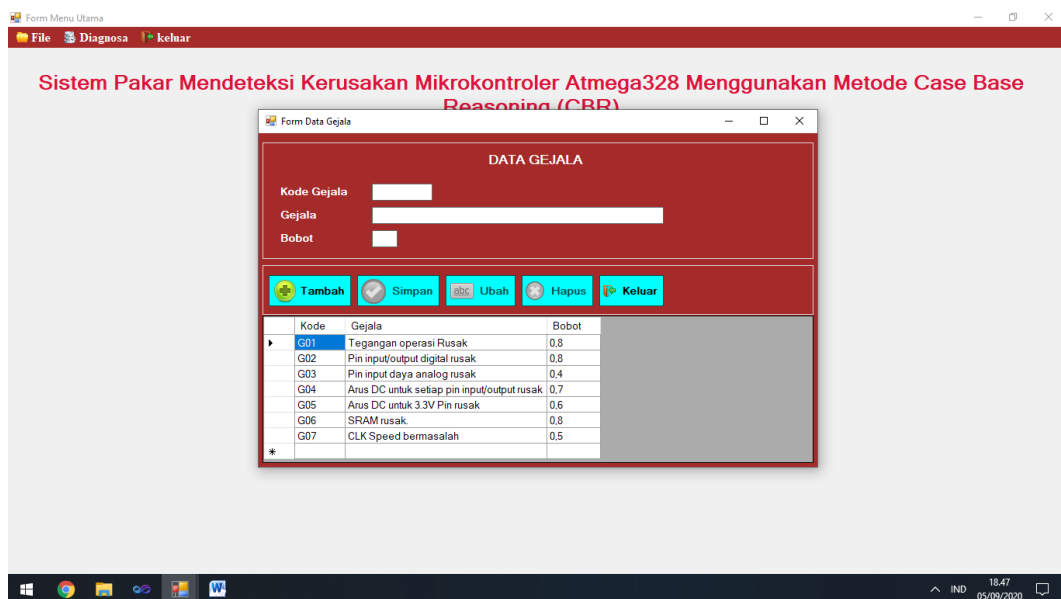 Form Menu Utama
File Diagnosa keluar
Sistem Pakar Mendeteksi Kerusakan Mikrokontroler Atmega328 Menggunakan Metode Case Base
Reasoning (CBR)
Form Data Gejala
DATA GEJALA
Kode Gejala
Gejala
Bobot
Tambah Simpan abc Ubah Hapus Keluar
Kode Gejala Bobot
G01 Tegangan operasi Rusak 0,8
G02 Pin input/output digital rusak 0,8
G03 Pin input daya analog rusak 0,4
G04 Arus DC untuk setiap pin input/output rusak 0,7
G05 Arus DC untuk 3.3V Pin rusak 0,6
G06 SRAM rusak. 0,8
G07 CLK Speed bermasalah 0,5
IND 18.47
05/09/2020